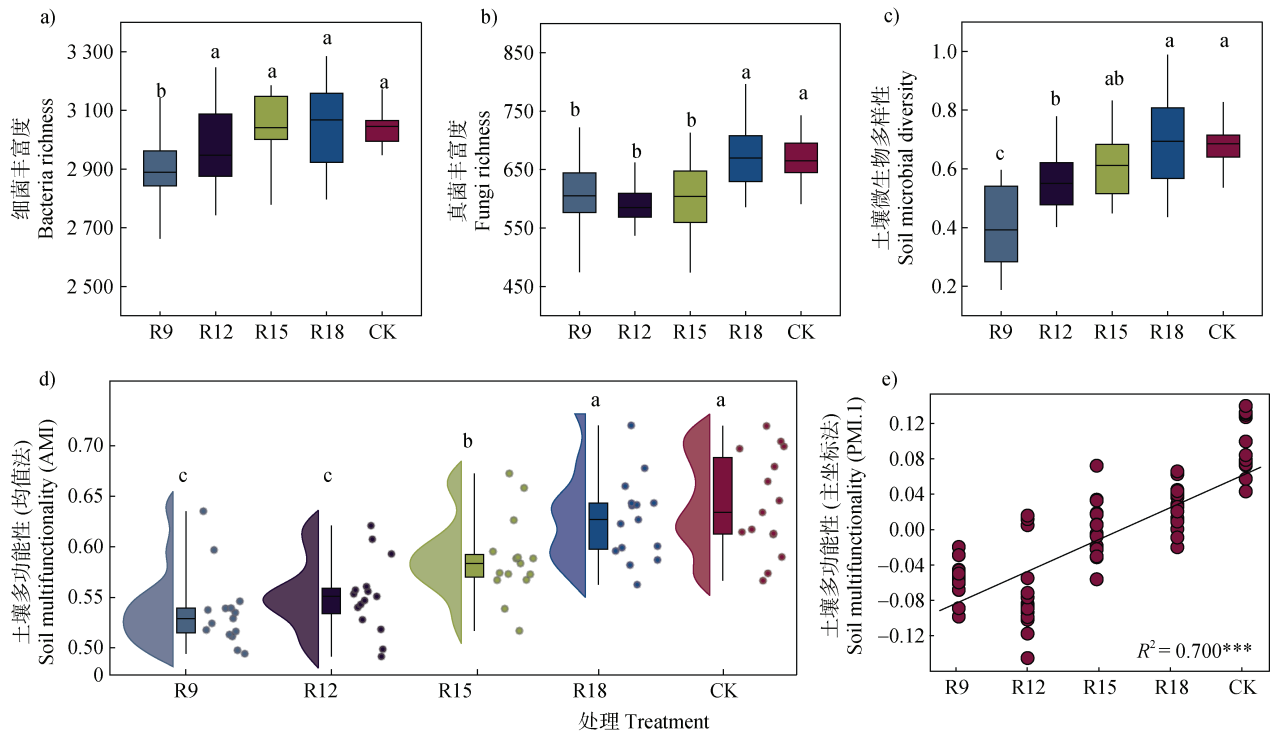 a)
细菌丰富度
Bacteria richness
3 300
3 100
2 900
2 700
2 500
b
a
a
a
a
R9 R12 R15 R18 CK
b)
真菌丰富度
Fungi richness
850
750
650
550
450
b
b
b
a
a
R9 R12 R15 R18 CK
c)
土壤微生物多样性
Soil microbial diversity
1.0
0.8
0.6
0.4
0.2
c
b
ab
a
a
R9 R12 R15 R18 CK
d)
土壤多功能性 (均值法)
Soil multifunctionality (AMI)
0.70
0.65
0.60
0.55
0.50
0
c
c
b
a
a
R9 R12 R15 R18 CK
e)
土壤多功能性 (主坐标法)
Soil multifunctionality (PMI.1)
0.12
0.08
0.04
0.00
−0.04
−0.08
−0.12
R² = 0.700***
R9 R12 R15 R18 CK
处理 Treatment